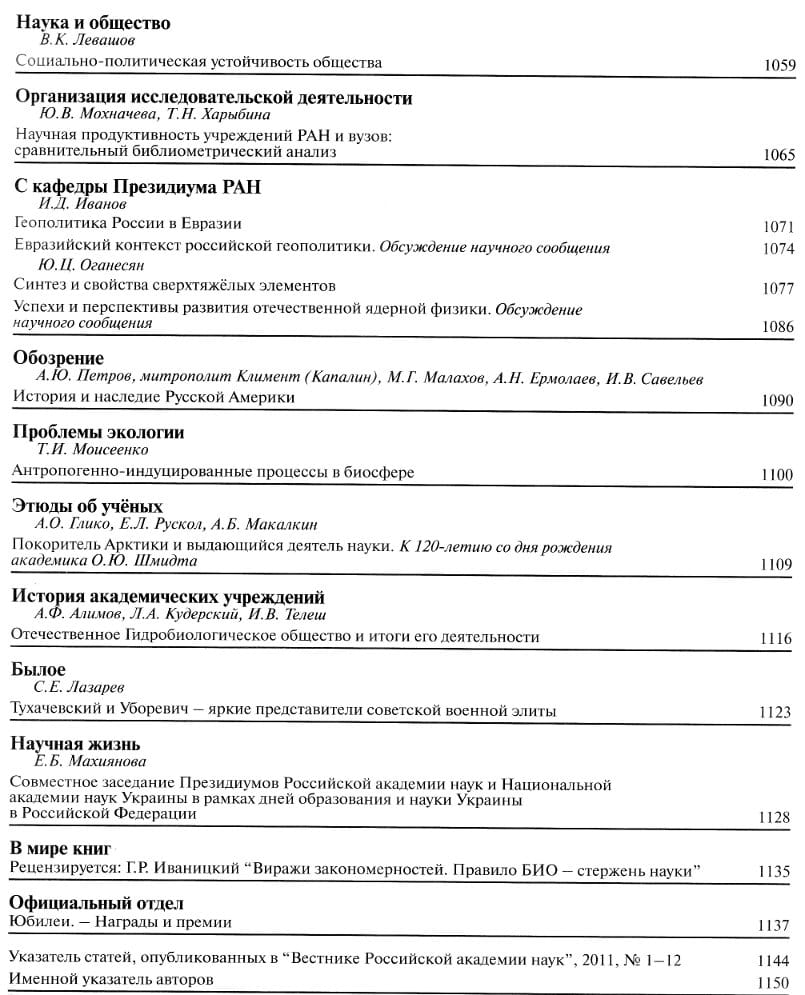 Наука и общество
В.К. Левашов
Социально-политическая устойчивость общества 1059
Организация исследовательской деятельности
Ю.В. Мохначева, Т.Н. Харыбина
Научная продуктивность учреждений РАН и вузов:
сравнительный библиометрический анализ 1065
С кафедры Президиума РАН
И.Д. Иванов
Геополитика России в Евразии 1071
Евразийский контекст российской геополитики. Обсуждение научного сообщения 1074
Ю.Ц. Оганесян
Синтез и свойства сверхтяжёлых элементов 1077
Успехи и перспективы развития отечественной ядерной физики. Обсуждение
научного сообщения 1086
Обозрение
А.Ю. Петров, митрополит Климент (Капалин), М.Г. Малахов, А.Н. Ермолаев, И.В. Савельев
История и наследие Русской Америки 1090
Проблемы экологии
Т.И. Моисеенко
Антропогенно-индуцированные процессы в биосфере 1100
Этюды об учёных
А.О. Глико, Е.Л. Рускол, А.Б. Макалкин
Покоритель Арктики и выдающийся деятель науки. К 120-летию со дня рождения
академика О.Ю. Шмидта 1109
История академических учреждений
А.Ф. Алимов, Л.А. Кудерский, И.В. Телеш
Отечественное Гидробиологическое общество и итоги его деятельности 1116
Былое
С.Е. Лазарев
Тухачевский и Уборевич – яркие представители советской военной элиты 1123
Научная жизнь
Е.Б. Махиянова
Совместное заседание Президиумов Российской академии наук и Национальной
академии наук Украины в рамках дней образования и науки Украины
в Российской Федерации 1128
В мире книг
Рецензируется: Г.Р. Иваницкий “Виражи закономерностей. Правило БИО – стержень науки” 1135
Официальный отдел
Юбилеи. – Награды и премии 1137
Указатель статей, опубликованных в “Вестнике Российской академии наук”, 2011, № 1–12 1144
Именной указатель авторов 1150